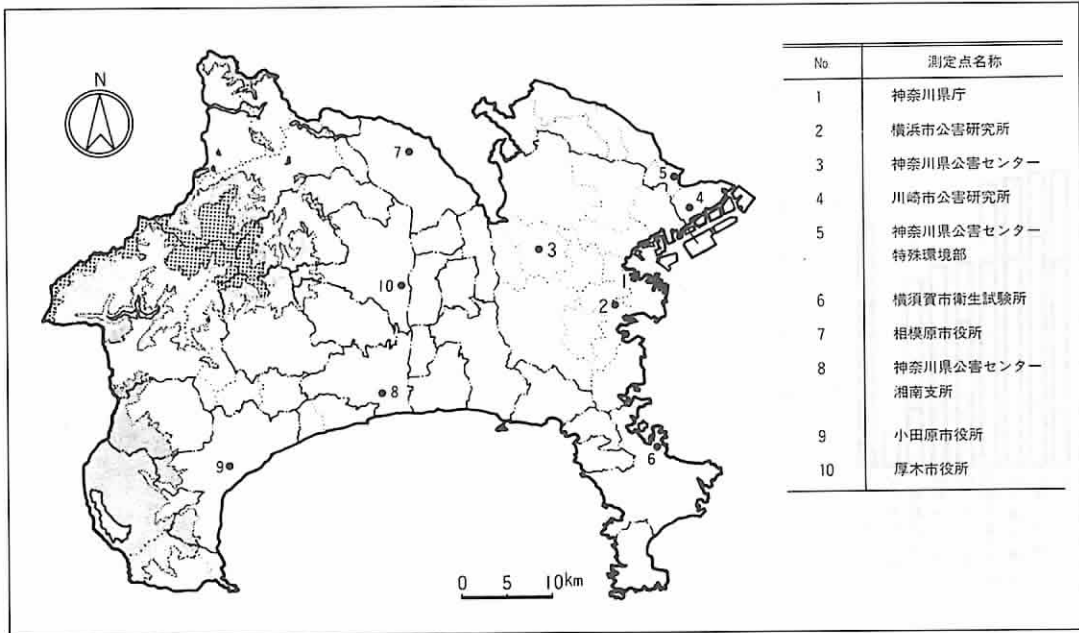 N
7
5
4
3
10
1
2
8
6
9
0 5 10km
No. 測定点名称
1 神奈川県庁
2 横浜市公害研究所
3 神奈川県公害センター
4 川崎市公害研究所
5 神奈川県公害センター
特殊環境部
6 横須賀市衛生試験所
7 相模原市役所
8 神奈川県公害センター
湘南支所
9 小田原市役所
10 厚木市役所